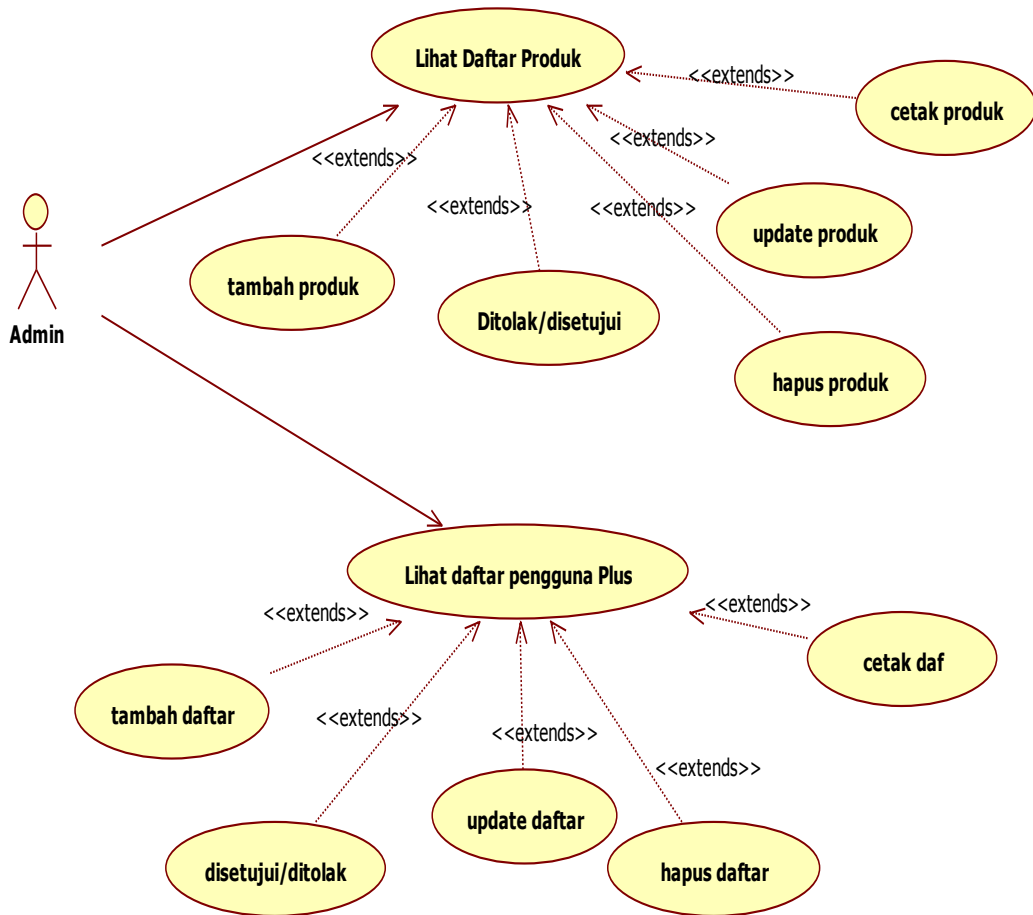 Lihat Daftar Produk
<<extends>>
cetak produk
<<extends>>
<<extends>>
<<extends>>
<<extends>>
update produk
tambah produk
Ditolak/disetujui
Admin
hapus produk
Lihat daftar pengguna Plus
<<extends>>
<<extends>>
cetak daf
tambah daftar
<<extends>>
<<extends>>
<<extends>>
update daftar
disetujui/ditolak
hapus daftar